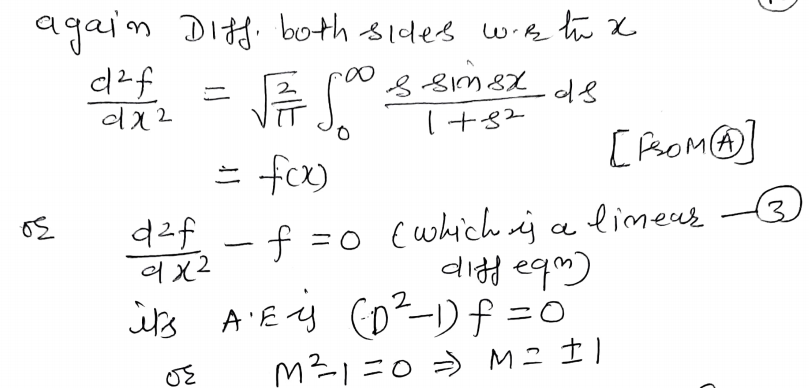 again Diff. both sides w.r to x
d²f/dx² = √(2/π) ∫₀^∞ s sin sx / 1+s² ds
= f(x) [From Ⓐ]
or d²f/dx² - f = 0 (which is a linear diff eqn) —③
its A.E is (D²-1) f = 0
or M²-1 = 0 ⇒ M = ±1